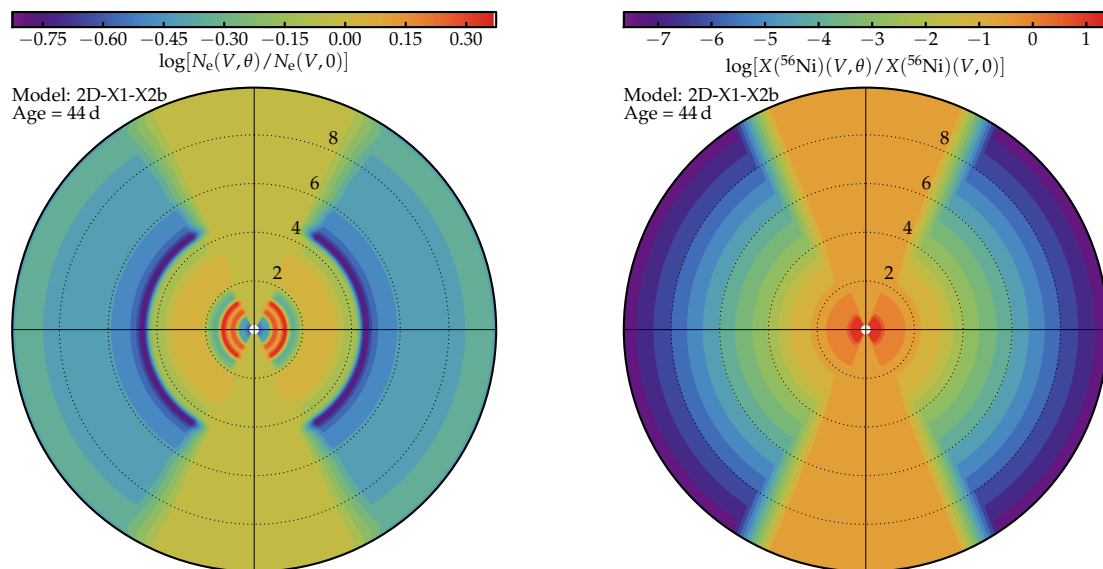 −0.75 −0.60 −0.45 −0.30 −0.15 0.00 0.15 0.30
log[Nₑ(V, θ)/Nₑ(V, 0)]
Model: 2D-X1-X2b
Age = 44 d
8
6
4
2
−7 −6 −5 −4 −3 −2 −1 0 1
log[X(⁵⁶Ni)(V, θ)/X(⁵⁶Ni)(V, 0)]
Model: 2D-X1-X2b
Age = 44 d
8
6
4
2